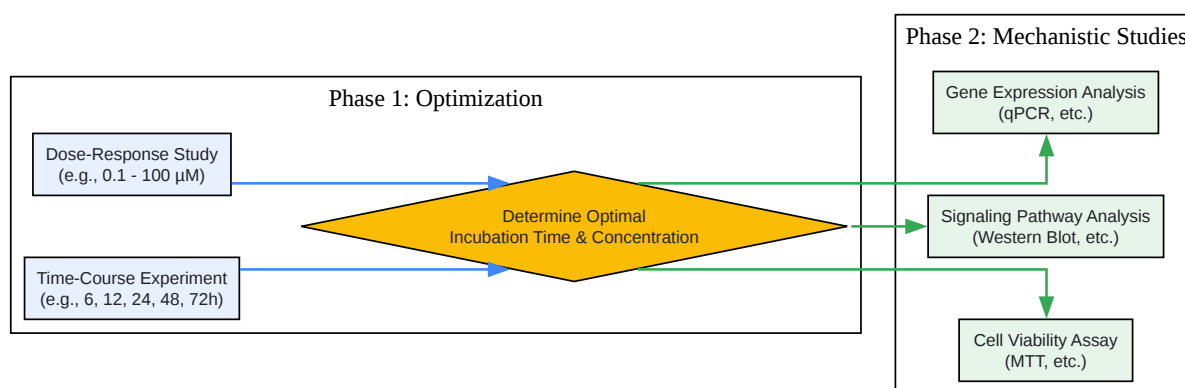 Phase 1: Optimization
Dose-Response Study
(e.g., 0.1 - 100 µM)
Time-Course Experiment
(e.g., 6, 12, 24, 48, 72h)
Determine Optimal
Incubation Time & Concentration
Phase 2: Mechanistic Studies
Gene Expression Analysis
(qPCR, etc.)
Signaling Pathway Analysis
(Western Blot, etc.)
Cell Viability Assay
(MTT, etc.)